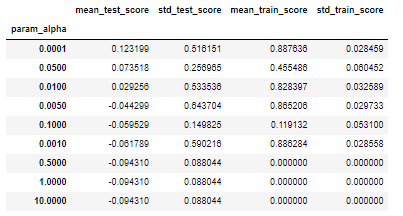 mean_test_score std_test_score mean_train_score std_train_score
param_alpha
0.0001 0.123199 0.516151 0.887636 0.028459
0.0500 0.073518 0.256965 0.455486 0.060452
0.0100 0.029256 0.533536 0.828397 0.032589
0.0050 -0.044299 0.643704 0.865206 0.029733
0.1000 -0.059529 0.149825 0.119132 0.053100
0.0010 -0.061789 0.590216 0.886284 0.028558
0.5000 -0.094310 0.088044 0.000000 0.000000
1.0000 -0.094310 0.088044 0.000000 0.000000
10.0000 -0.094310 0.088044 0.000000 0.000000